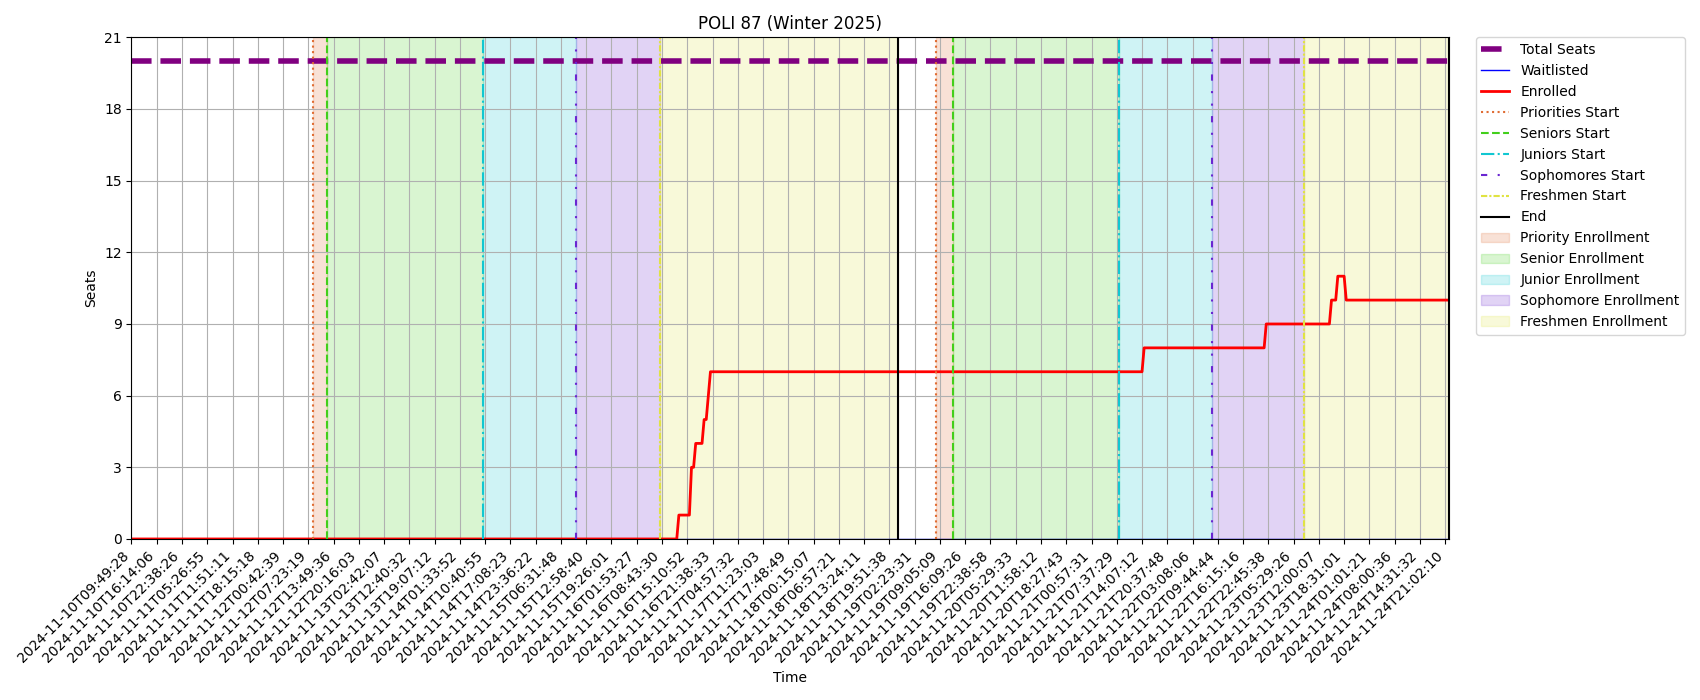 POLI 87 (Winter 2025)
21
18
15
12
9
6
3
0
Seats
2024-11-10T09:49:28
2024-11-10T16:14:06
2024-11-10T22:38:26
2024-11-11T05:26:55
2024-11-11T11:51:11
2024-11-11T18:15:18
2024-11-12T00:42:39
2024-11-12T07:23:19
2024-11-12T13:49:36
2024-11-12T20:16:03
2024-11-13T02:42:07
2024-11-13T12:40:32
2024-11-13T19:07:12
2024-11-14T01:33:52
2024-11-14T10:40:55
2024-11-14T17:08:23
2024-11-14T23:36:22
2024-11-15T06:31:48
2024-11-15T12:58:40
2024-11-15T19:26:01
2024-11-16T01:53:27
2024-11-16T08:43:30
2024-11-16T15:10:52
2024-11-16T21:38:33
2024-11-17T04:57:32
2024-11-17T11:23:03
2024-11-17T17:48:49
2024-11-18T00:15:07
2024-11-18T06:57:21
2024-11-18T13:24:11
2024-11-18T19:51:38
2024-11-19T02:23:31
2024-11-19T09:05:09
2024-11-19T16:09:26
2024-11-19T22:38:58
2024-11-20T05:29:33
2024-11-20T11:58:12
2024-11-20T18:27:43
2024-11-21T00:57:31
2024-11-21T07:37:29
2024-11-21T14:07:12
2024-11-21T20:37:48
2024-11-22T03:08:06
2024-11-22T09:44:44
2024-11-22T16:15:16
2024-11-22T22:45:38
2024-11-23T05:29:26
2024-11-23T12:00:07
2024-11-23T18:31:01
2024-11-24T01:01:21
2024-11-24T08:00:36
2024-11-24T14:31:32
2024-11-24T21:02:10
Time
Total Seats
Waitlisted
Enrolled
Priorities Start
Seniors Start
Juniors Start
Sophomores Start
Freshmen Start
End
Priority Enrollment
Senior Enrollment
Junior Enrollment
Sophomore Enrollment
Freshmen Enrollment